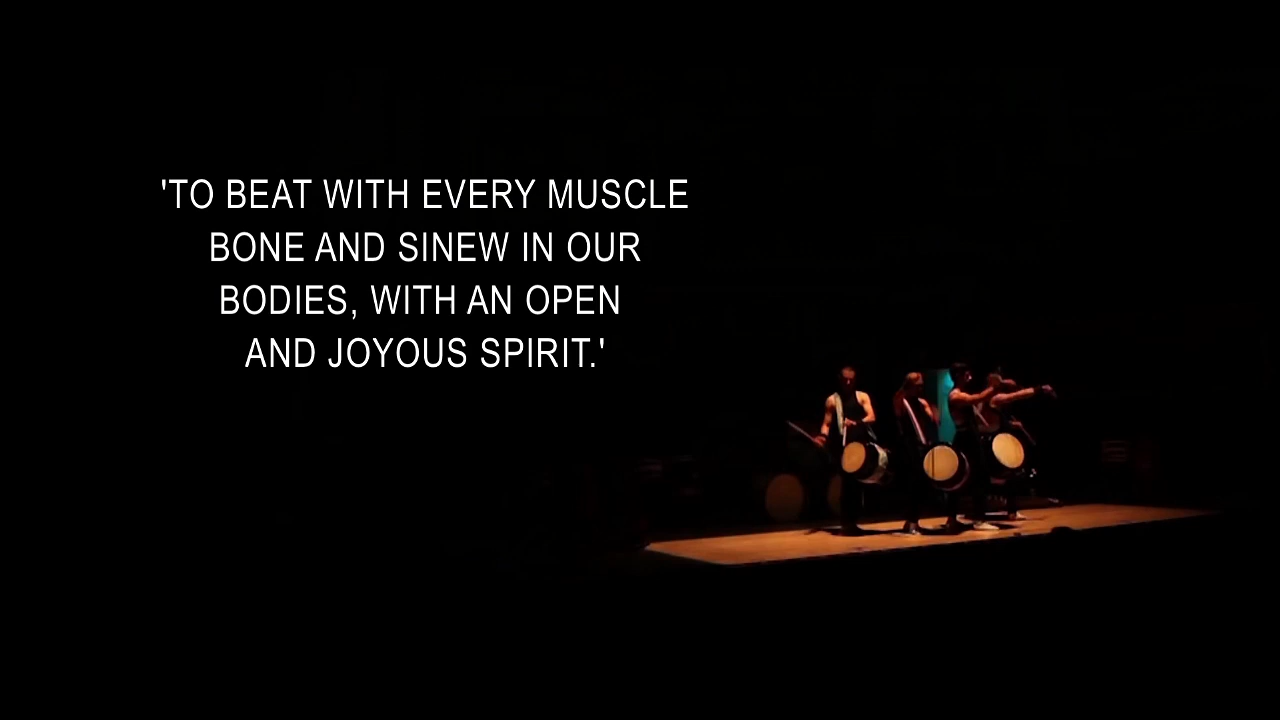 'TO BEAT WITH EVERY MUSCLE
BONE AND SINEW IN OUR
BODIES, WITH AN OPEN
AND JOYOUS SPIRIT.'